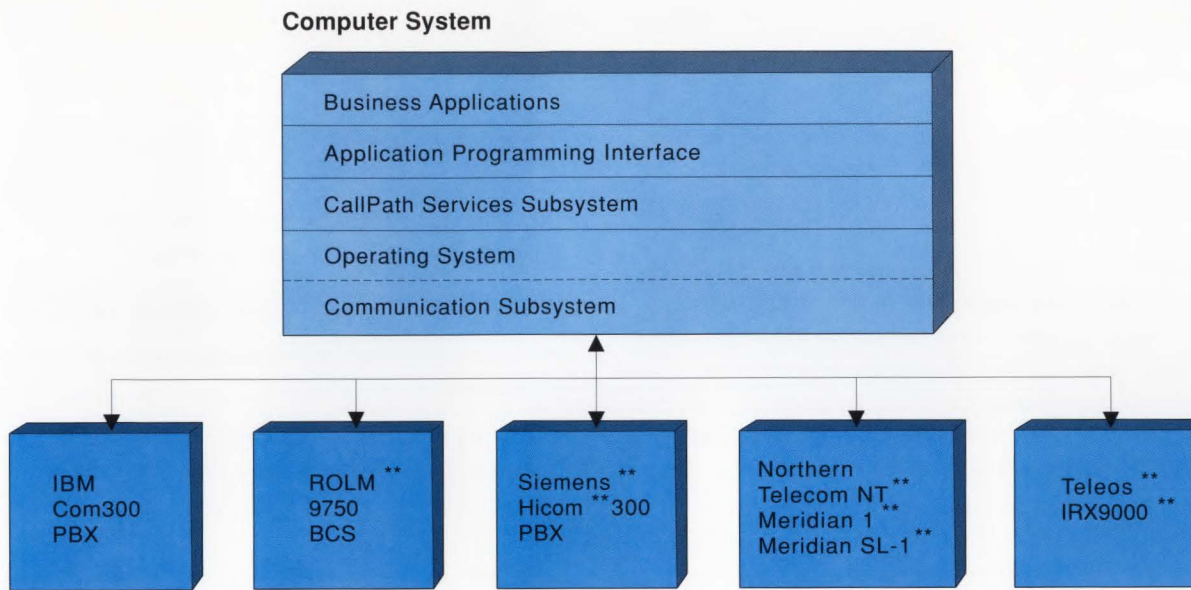 Computer System
Business Applications
Application Programming Interface
CallPath Services Subsystem
Operating System
Communication Subsystem
IBM
Com300
PBX
ROLM **
9750
BCS
Siemens **
Hicom ** 300
PBX
Northern
Telecom NT **
Meridian 1 **
Meridian SL-1 **
Teleos **
IRX9000 **